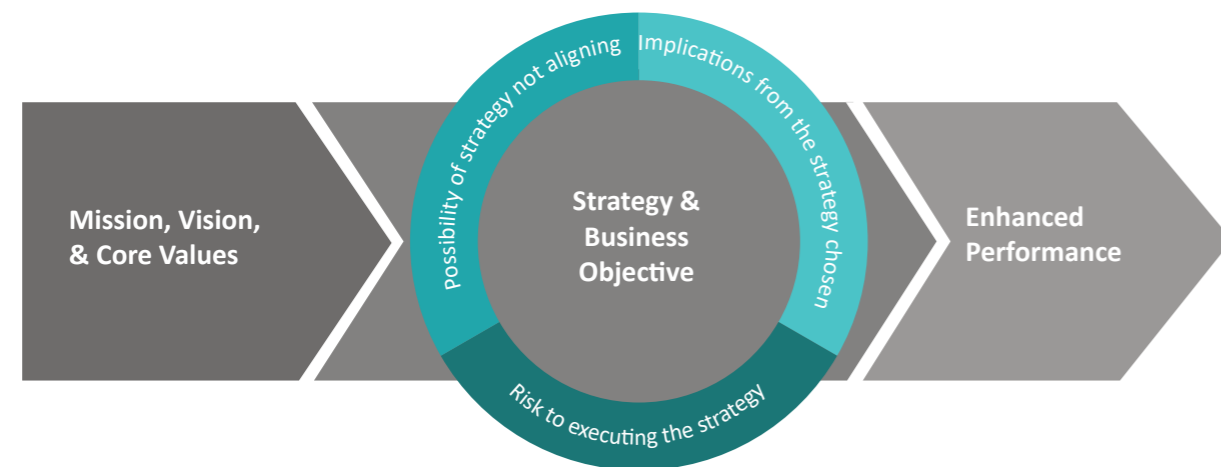 Mission, Vision,
& Core Values
Possibility of strategy not aligning
Implications from the strategy chosen
Strategy &
Business
Objective
Risk to executing the strategy
Enhanced
Performance